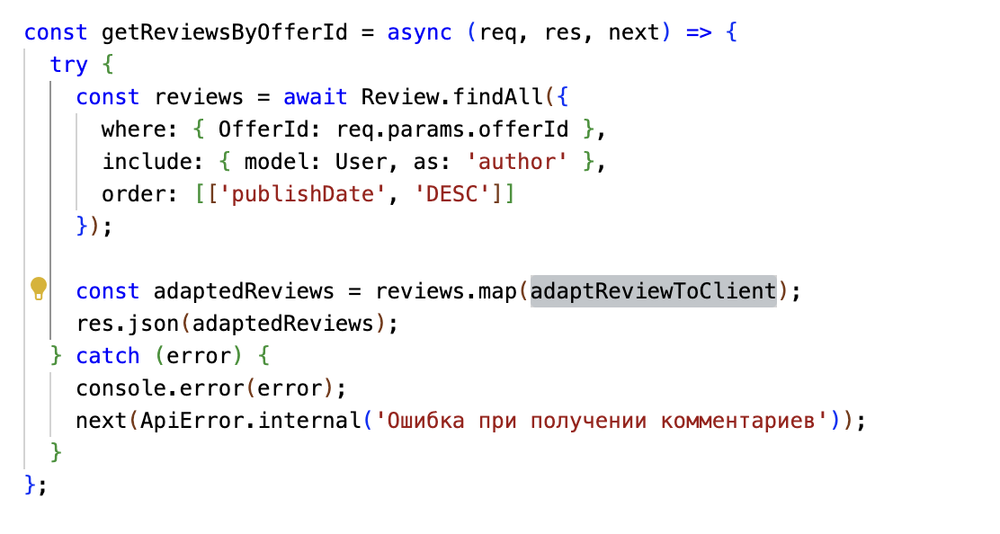 const getReviewsByOfferId = async (req, res, next) => {
  try {
    const reviews = await Review.findAll({
      where: { OfferId: req.params.offerId },
      include: { model: User, as: 'author' },
      order: [['publishDate', 'DESC']]
    });

    const adaptedReviews = reviews.map(adaptReviewToClient);
    res.json(adaptedReviews);
  } catch (error) {
    console.error(error);
    next(ApiError.internal('Ошибка при получении комментариев'));
  }
};